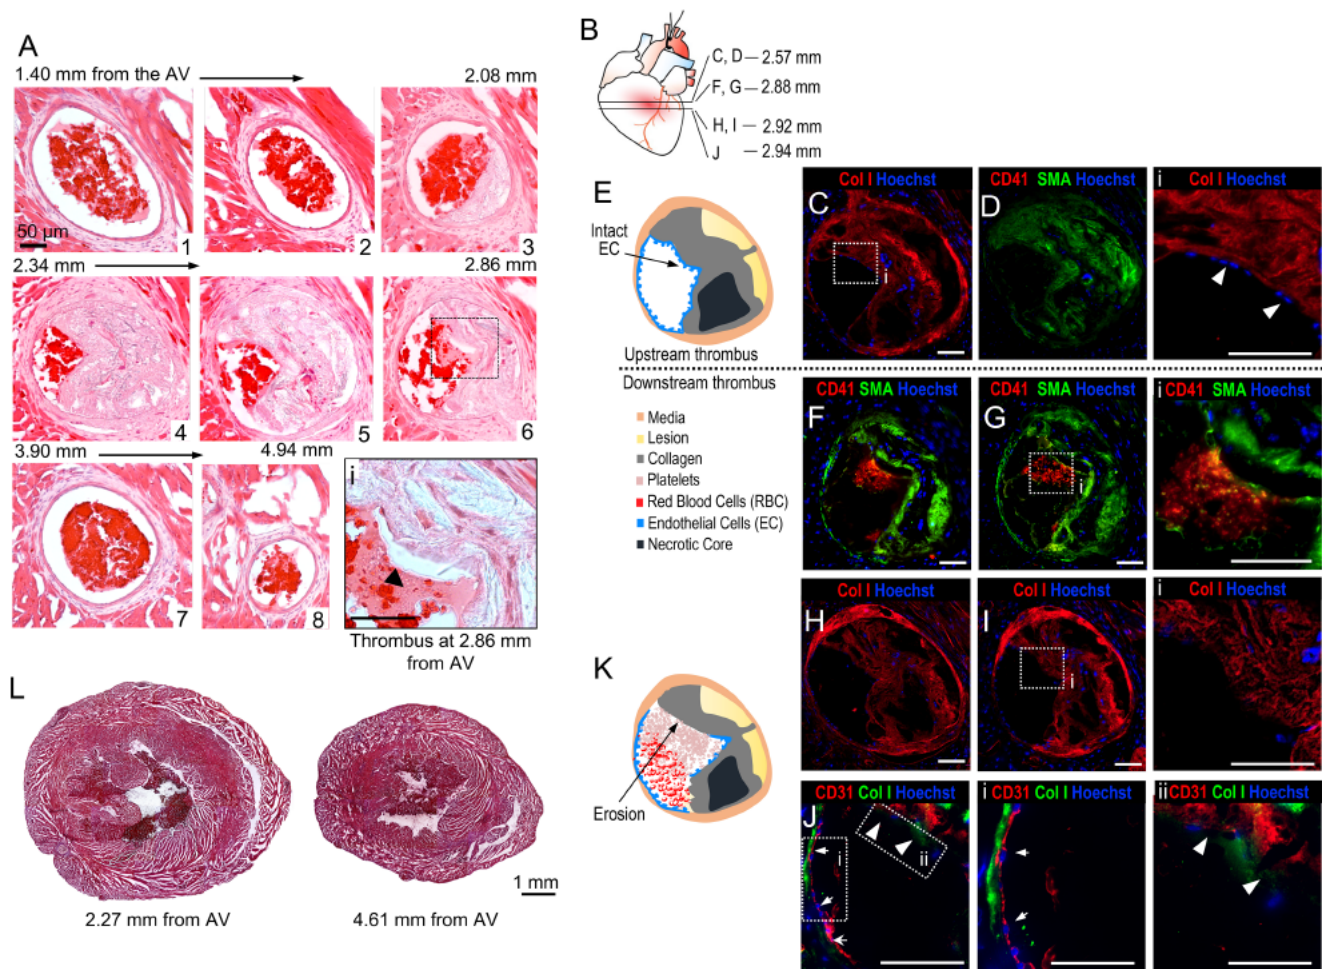 A
1.40 mm from the AV
2.08 mm
50 µm
1
2
3
2.34 mm
2.86 mm
4
5
6
3.90 mm
4.94 mm
7
8
i
Thrombus at 2.86 mm
from AV
B
C, D — 2.57 mm
F, G — 2.88 mm
H, I — 2.92 mm
J — 2.94 mm
E
Intact
EC
Upstream thrombus
Downstream thrombus
Media
Lesion
Collagen
Platelets
Red Blood Cells (RBC)
Endothelial Cells (EC)
Necrotic Core
Col I Hoechst
C
i
CD41 SMA Hoechst
D
i
Col I Hoechst
CD41 SMA Hoechst
F
CD41 SMA Hoechst
G
i
i
CD41 SMA
Col I Hoechst
H
Col I Hoechst
I
i
i
Col I Hoechst
K
Erosion
CD31 Col I Hoechst
J
i
ii
i
CD31 Col I Hoechst
ii
CD31 Col I Hoechst
L
1 mm
2.27 mm from AV
4.61 mm from AV